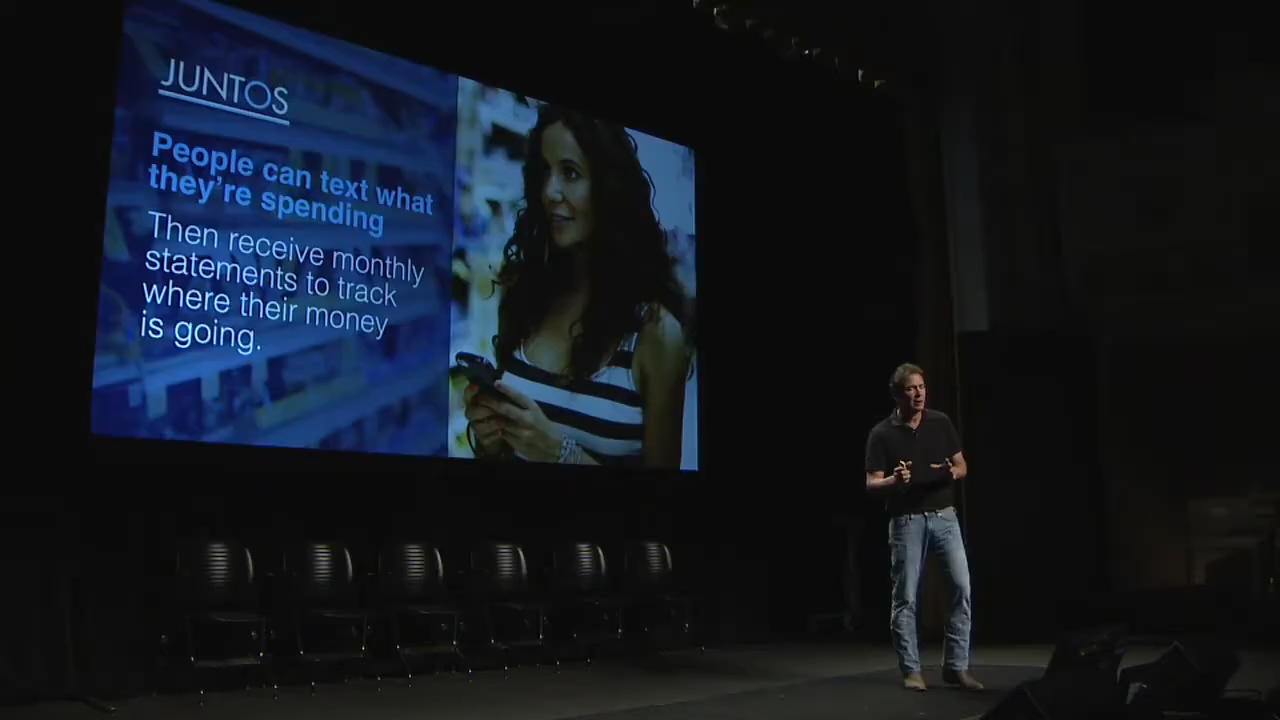 JUNTOS
People can text what
they're spending
Then receive monthly
statements to track
where their money
is going.